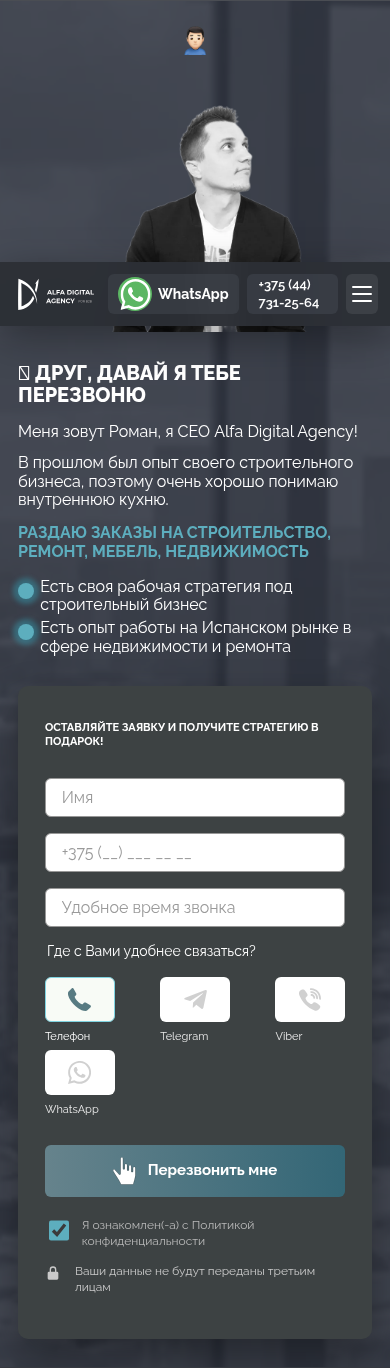 ALFA DIGITAL
AGENCY
WhatsApp
+375 (44)
731-25-64
ДРУГ, ДАВАЙ Я ТЕБЕ
ПЕРЕЗВОНЮ
Меня зовут Роман, я CEO Alfa Digital Agency!
В прошлом был опыт своего строительного
бизнеса, поэтому очень хорошо понимаю
внутреннюю кухню.
РАЗДАЮ ЗАКАЗЫ НА СТРОИТЕЛЬСТВО,
РЕМОНТ, МЕБЕЛЬ, НЕДВИЖИМОСТЬ
Есть своя рабочая стратегия под
строительный бизнес
Есть опыт работы на Испанском рынке в
сфере недвижимости и ремонта
ОСТАВЛЯЙТЕ ЗАЯВКУ И ПОЛУЧИТЕ СТРАТЕГИЮ В
ПОДАРОК!
Имя
+375 (__) ___ __ __
Удобное время звонка
Где с Вами удобнее связаться?
Телефон
Telegram
Viber
WhatsApp
Перезвонить мне
Я ознакомлен(-а) с Политикой
конфиденциальности
Ваши данные не будут переданы третьим
лицам